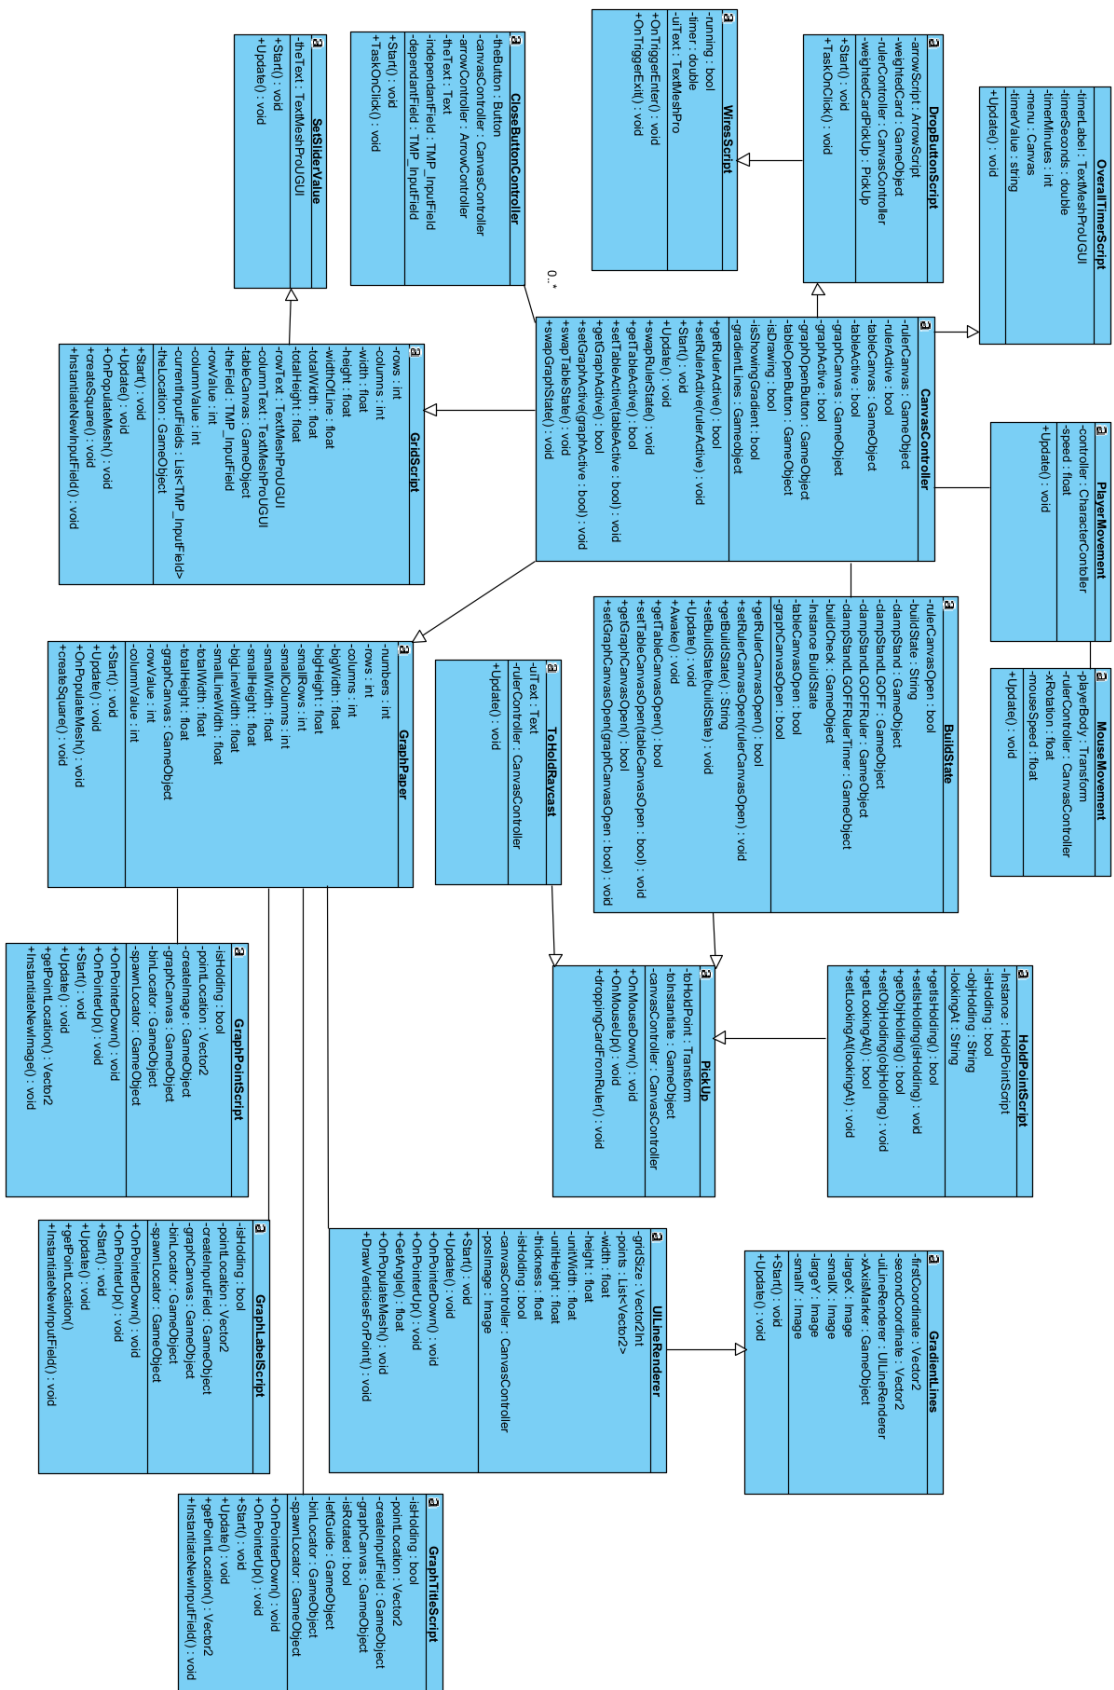 OverallTimerScript
-timerLabel : TextMeshProUGUI
-timerSeconds : double
-timerMinutes : int
-menu : Canvas
-timerValue : string
+Update() : void
PlayerMovement
-controller : CharacterContoller
-speed : float
+Update() : void
MouseMovement
-playerBody : Transform
-rulerController : CanvasController
-xRotation : float
-mouseSpeed : float
+Update() : void
DropButtonScript
-arrowScript : ArrowScript
-weightedCard : GameObject
-rulerController : CanvasController
-weightedCardPickUp : PickUp
+Start() : void
+TaskOnClick() : void
WiresScript
-running : bool
-timer : double
-uiText : TextMeshPro
+OnTriggerEnter() : void
+OnTriggerExit() : void
CanvasController
-rulerCanvas : GameObject
-rulerActive : bool
-tableCanvas : GameObject
-tableActive : bool
-graphCanvas : GameObject
-graphActive : bool
-graphOpenButton : GameObject
-tableOpenButton : GameObject
-isDrawing : bool
-isShowingGradient : bool
-gradientLines : Gameobject
+getRulerActive() : bool
+setRulerActive(rulerActive) : void
+Start() : void
+Update() : void
+swapRulerState() : void
+getTableActive() : bool
+setTableActive(tableActive : bool) : void
+getGraphActive() : bool
+setGraphActive(graphActive : bool) : void
+swapTableState() : void
+swapGraphState() : void
0..*
BuildState
-rulerCanvasOpen : bool
-buildState : String
-clampStand : GameObject
-clampStandLGOFF : GameObject
-clampStandLGOFFRuler : GameObject
-clampStandLGOFFRulerTimer : GameObject
-buildCheck : GameObject
-Instance BuildState
-tableCanvasOpen : bool
-graphCanvasOpen : bool
+getRulerCanvasOpen() : bool
+setRulerCanvasOpen(rulerCanvasOpen) : void
+getBuildState() : String
+setBuildState(buildState) : void
+Update() : void
+Awake() : void
+getTableCanvasOpen() : bool
+setTableCanvasOpen(tableCanvasOpen : bool) : void
+getGraphCanvasOpen() : bool
+setGraphCanvasOpen(graphCanvasOpen : bool) : void
HoldPointScript
-Instance : HoldPointScript
-isHolding : bool
-objHolding : String
-lookingAt : String
+getIsHolding() : bool
+setIsHolding(isHolding) : void
+getObjHolding() : bool
+setObjHolding(objHolding) : void
+getLookingAt() : bool
+setLookingAt(lookingAt) : void
PickUp
-toHoldPoint : Transform
-toInstantiate : GameObject
-canvasController : CanvasController
+OnMouseDown() : void
+OnMouseUp() : void
+droppingCardFromRuler() : void
GradientLines
-firstCoordinate : Vector2
-secondCoordinate : Vector2
-uiLineRenderer : UILineRenderer
-xAxisMarker : GameObject
-largeX : Image
-smallX : Image
-largeY : Image
-smallY : Image
+Start() : void
+Update() : void
CloseButtonController
-theButton : Button
-canvasController : CanvasController
-arrowController : ArrowController
-theText : Text
-independantField : TMP_InputField
-dependantField : TMP_InputField
+Start() : void
+TaskOnClick() : void
SetSliderValue
-theText : TextMeshProUGUI
+Start() : void
+Update() : void
GridScript
-rows : int
-columns : int
-width : float
-height : float
-widthOfLine : float
-totalWidth : float
-totalHeight : float
-rowText : TextMeshProUGUI
-columnText : TextMeshProUGUI
-tableCanvas : GameObject
-theField : TMP_InputField
-rowValue : int
-columnValue : int
-currentInputFields : List<TMP_InputField>
-theLocation : GameObject
+Start() : void
+Update() : void
+OnPopulateMesh() : void
+createSquare() : void
+InstantiateNewInputField() : void
ToHoldRaycast
-uiText : Text
-rulerController : CanvasController
+Update() : void
GraphPaper
-numbers : int
-rows : int
-columns : int
-bigWidth : float
-bigHeight : float
-smallRows : int
-smallColumns : int
-smallWidth : float
-smallHeight : float
-bigLineWidth : float
-smallLineWidth : float
-totalWidth : float
-totalHeight : float
-graphCanvas : GameObject
-rowValue : int
-columnValue : int
+Start() : void
+Update() : void
+OnPopulateMesh() : void
+createSquare() : void
UILineRenderer
-gridSize : Vector2Int
-points : List<Vector2>
-width : float
-height : float
-unitWidth : float
-unitHeight : float
-thickness : float
-isHolding : bool
-canvasController : CanvasController
-posImage : Image
+Start() : void
+Update() : void
+OnPointerDown() : void
+OnPointerUp() : void
+GetAngle() : float
+OnPopulateMesh() : void
+DrawVerticesForPoint() : void
GraphPointScript
-isHolding : bool
-pointLocation : Vector2
-createImage : GameObject
-graphCanvas : GameObject
-binLocator : GameObject
-spawnLocator : GameObject
+OnPointerDown() : void
+OnPointerUp() : void
+Start() : void
+Update() : void
+getPointLocation() : Vector2
+InstantiateNewImage() : void
GraphLabelScript
-isHolding : bool
-pointLocation : Vector2
-createInputField : GameObject
-graphCanvas : GameObject
-binLocator : GameObject
-spawnLocator : GameObject
+OnPointerDown() : void
+OnPointerUp() : void
+Start() : void
+Update() : void
+getPointLocation()
+InstantiateNewInputField() : void
GraphTitleScript
-isHolding : bool
-pointLocation : Vector2
-createInputField : GameObject
-graphCanvas : GameObject
-isRotated : bool
-leftGuide : GameObject
-binLocator : GameObject
-spawnLocator : GameObject
+OnPointerDown() : void
+OnPointerUp() : void
+Start() : void
+Update() : void
+getPointLocation() : Vector2
+InstantiateNewInputField() : void